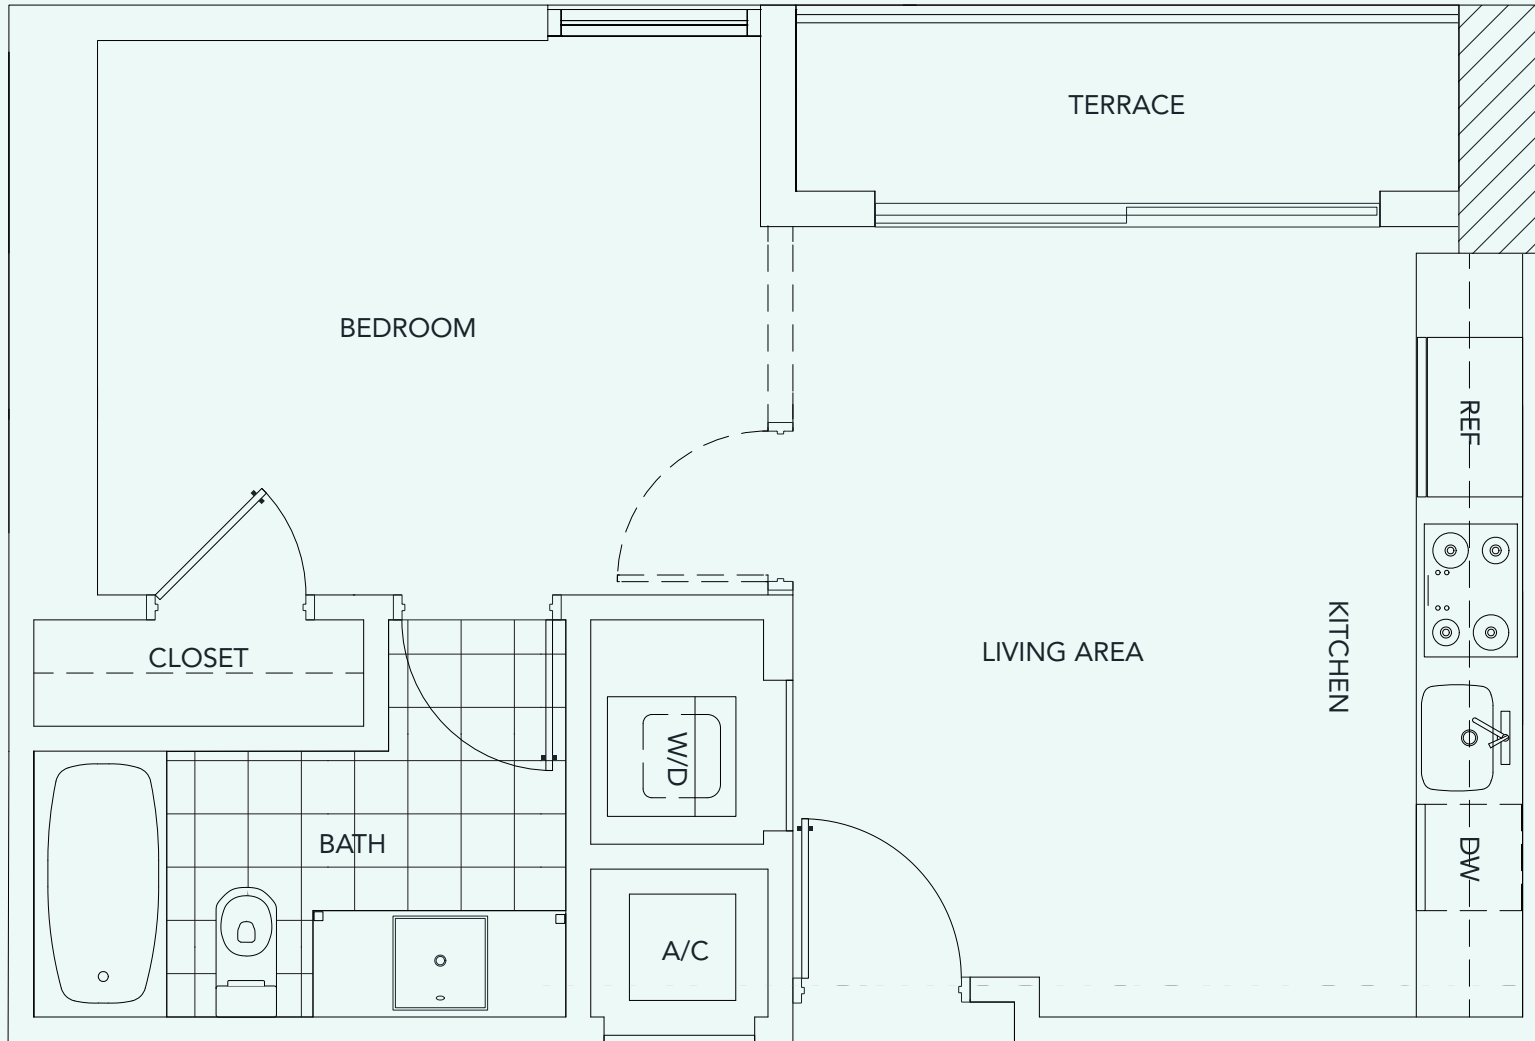 TERRACE
BEDROOM
REF
KITCHEN
LIVING AREA
CLOSET
W/D
BATH
DW
A/C